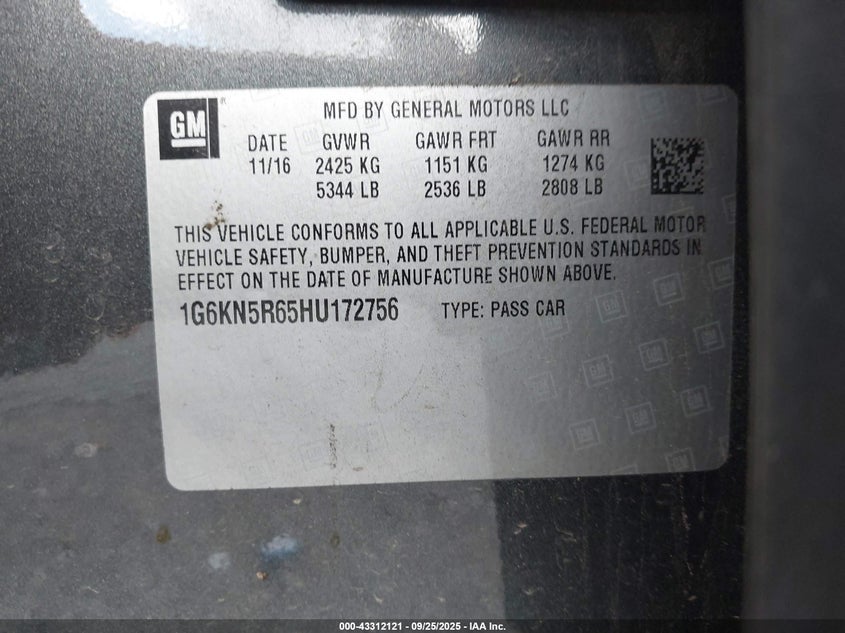 GM
MFD BY GENERAL MOTORS LLC
DATE GVWR GAWR FRT GAWR RR
11/16 2425 KG 1151 KG 1274 KG
5344 LB 2536 LB 2808 LB
THIS VEHICLE CONFORMS TO ALL APPLICABLE U.S. FEDERAL MOTOR
VEHICLE SAFETY, BUMPER, AND THEFT PREVENTION STANDARDS IN
EFFECT ON THE DATE OF MANUFACTURE SHOWN ABOVE.
1G6KN5R65HU172756 TYPE: PASS CAR
000-43312121 - 09/25/2025 - IAA Inc.